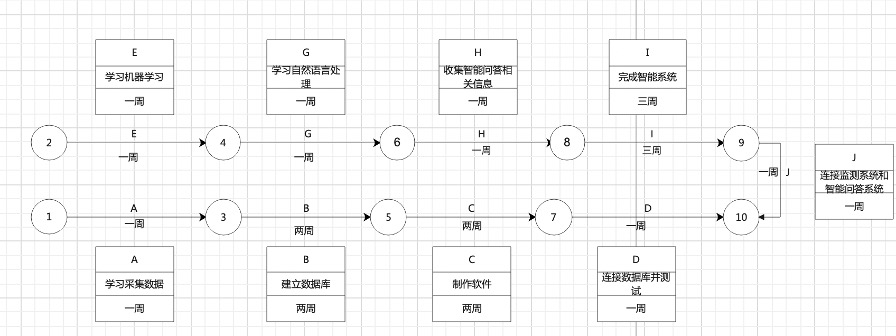 E
学习机器学习
一周
G
学习自然语言处
理
一周
H
收集智能问答相
关信息
一周
I
完成智能系统
三周
2
E
一周
4
G
一周
6
H
一周
8
I
三周
9
一周 J
J
连接监测系统和
智能问答系统
一周
1
A
一周
3
B
两周
5
C
两周
7
D
一周
10
A
学习采集数据
一周
B
建立数据库
两周
C
制作软件
两周
D
连接数据库并测
试
一周